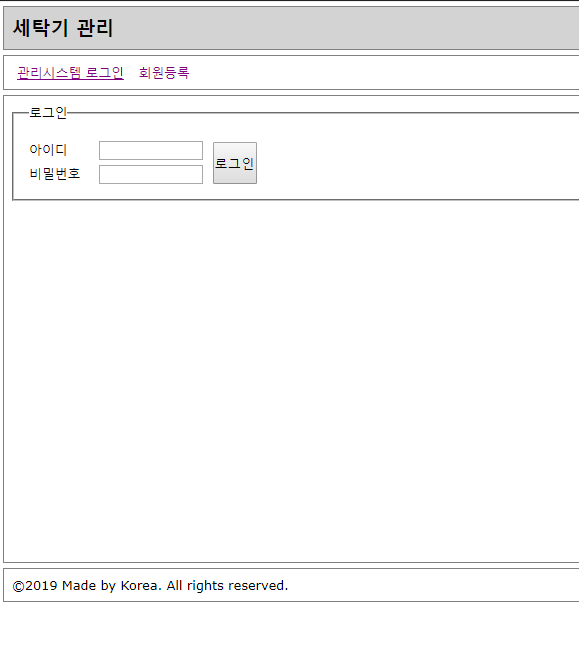 세탁기 관리
관리시스템 로그인 회원등록
로그인
아이디
비밀번호
로그인
©2019 Made by Korea. All rights reserved.